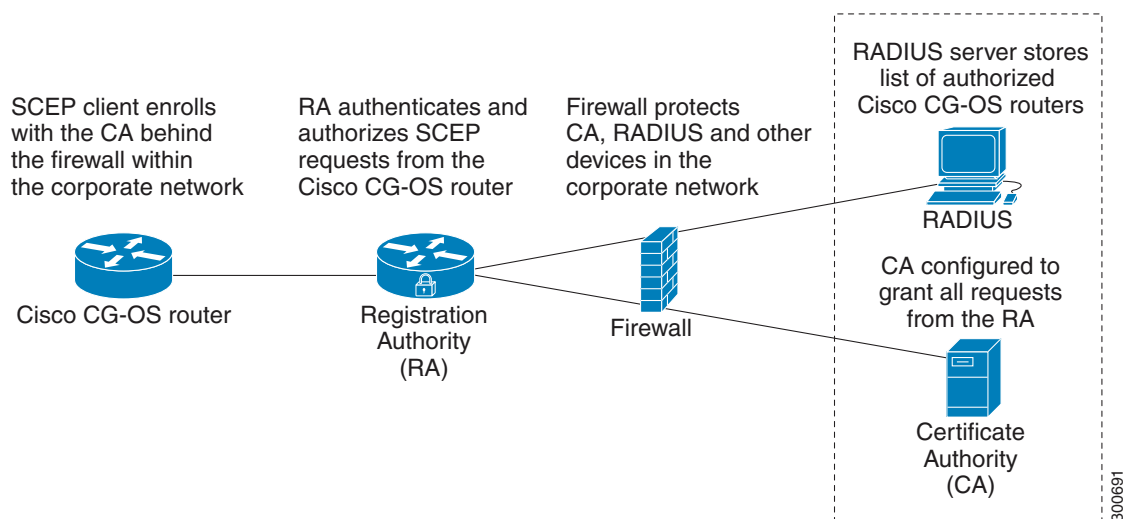 SCEP client enrolls
with the CA behind
the firewall within
the corporate network
RA authenticates and
authorizes SCEP
requests from the
Cisco CG-OS router
Firewall protects
CA, RADIUS and other
devices in the
corporate network
RADIUS server stores
list of authorized
Cisco CG-OS routers
RADIUS
Cisco CG-OS router
Registration
Authority
(RA)
Firewall
CA configured to
grant all requests
from the RA
Certificate
Authority
(CA)
300691